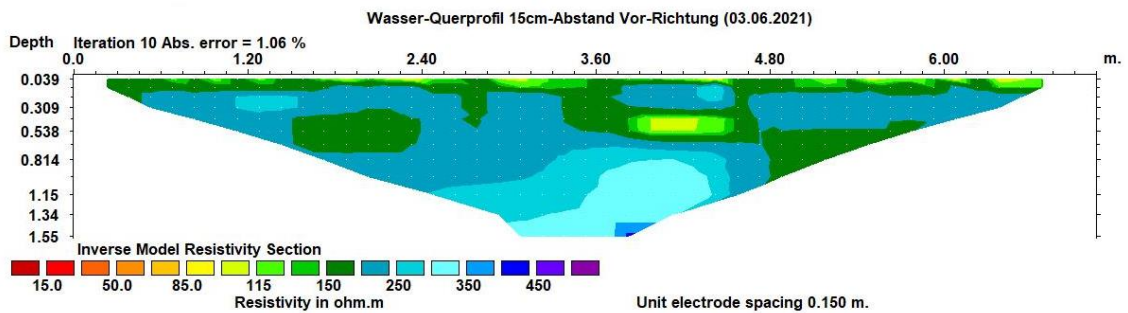 Wasser-Querprofil 15cm-Abstand Vor-Richtung (03.06.2021)
Depth Iteration 10 Abs. error = 1.06 %
0.0 1.20 2.40 3.60 4.80 6.00 m.
0.039
0.309
0.538
0.814
1.15
1.34
1.55
Inverse Model Resistivity Section
15.0 50.0 85.0 115 150 250 350 450
Resistivity in ohm.m Unit electrode spacing 0.150 m.